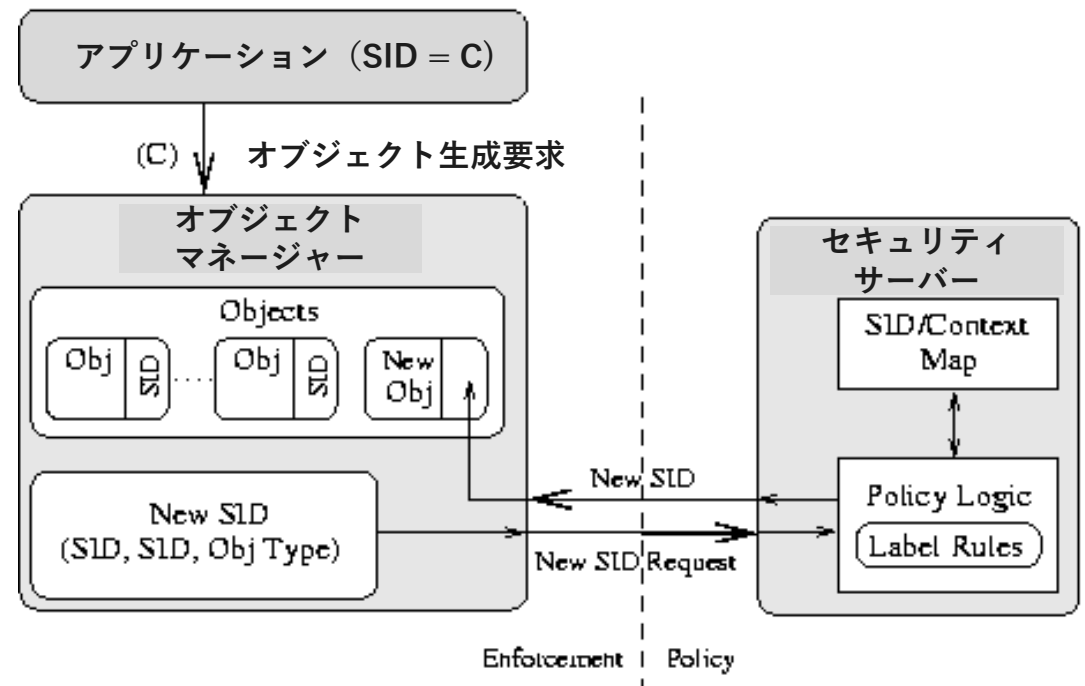 アプリケーション（SID = C）
(C)
オブジェクト生成要求
オブジェクト
マネージャー
Objects
Obj
SID
Obj
SID
New
Obj
New SID
(SID, SID, Obj Type)
New SID
New SID Request
セキュリティ
サーバー
SID/Context
Map
Policy Logic
Label Rules
Enforcement
Policy